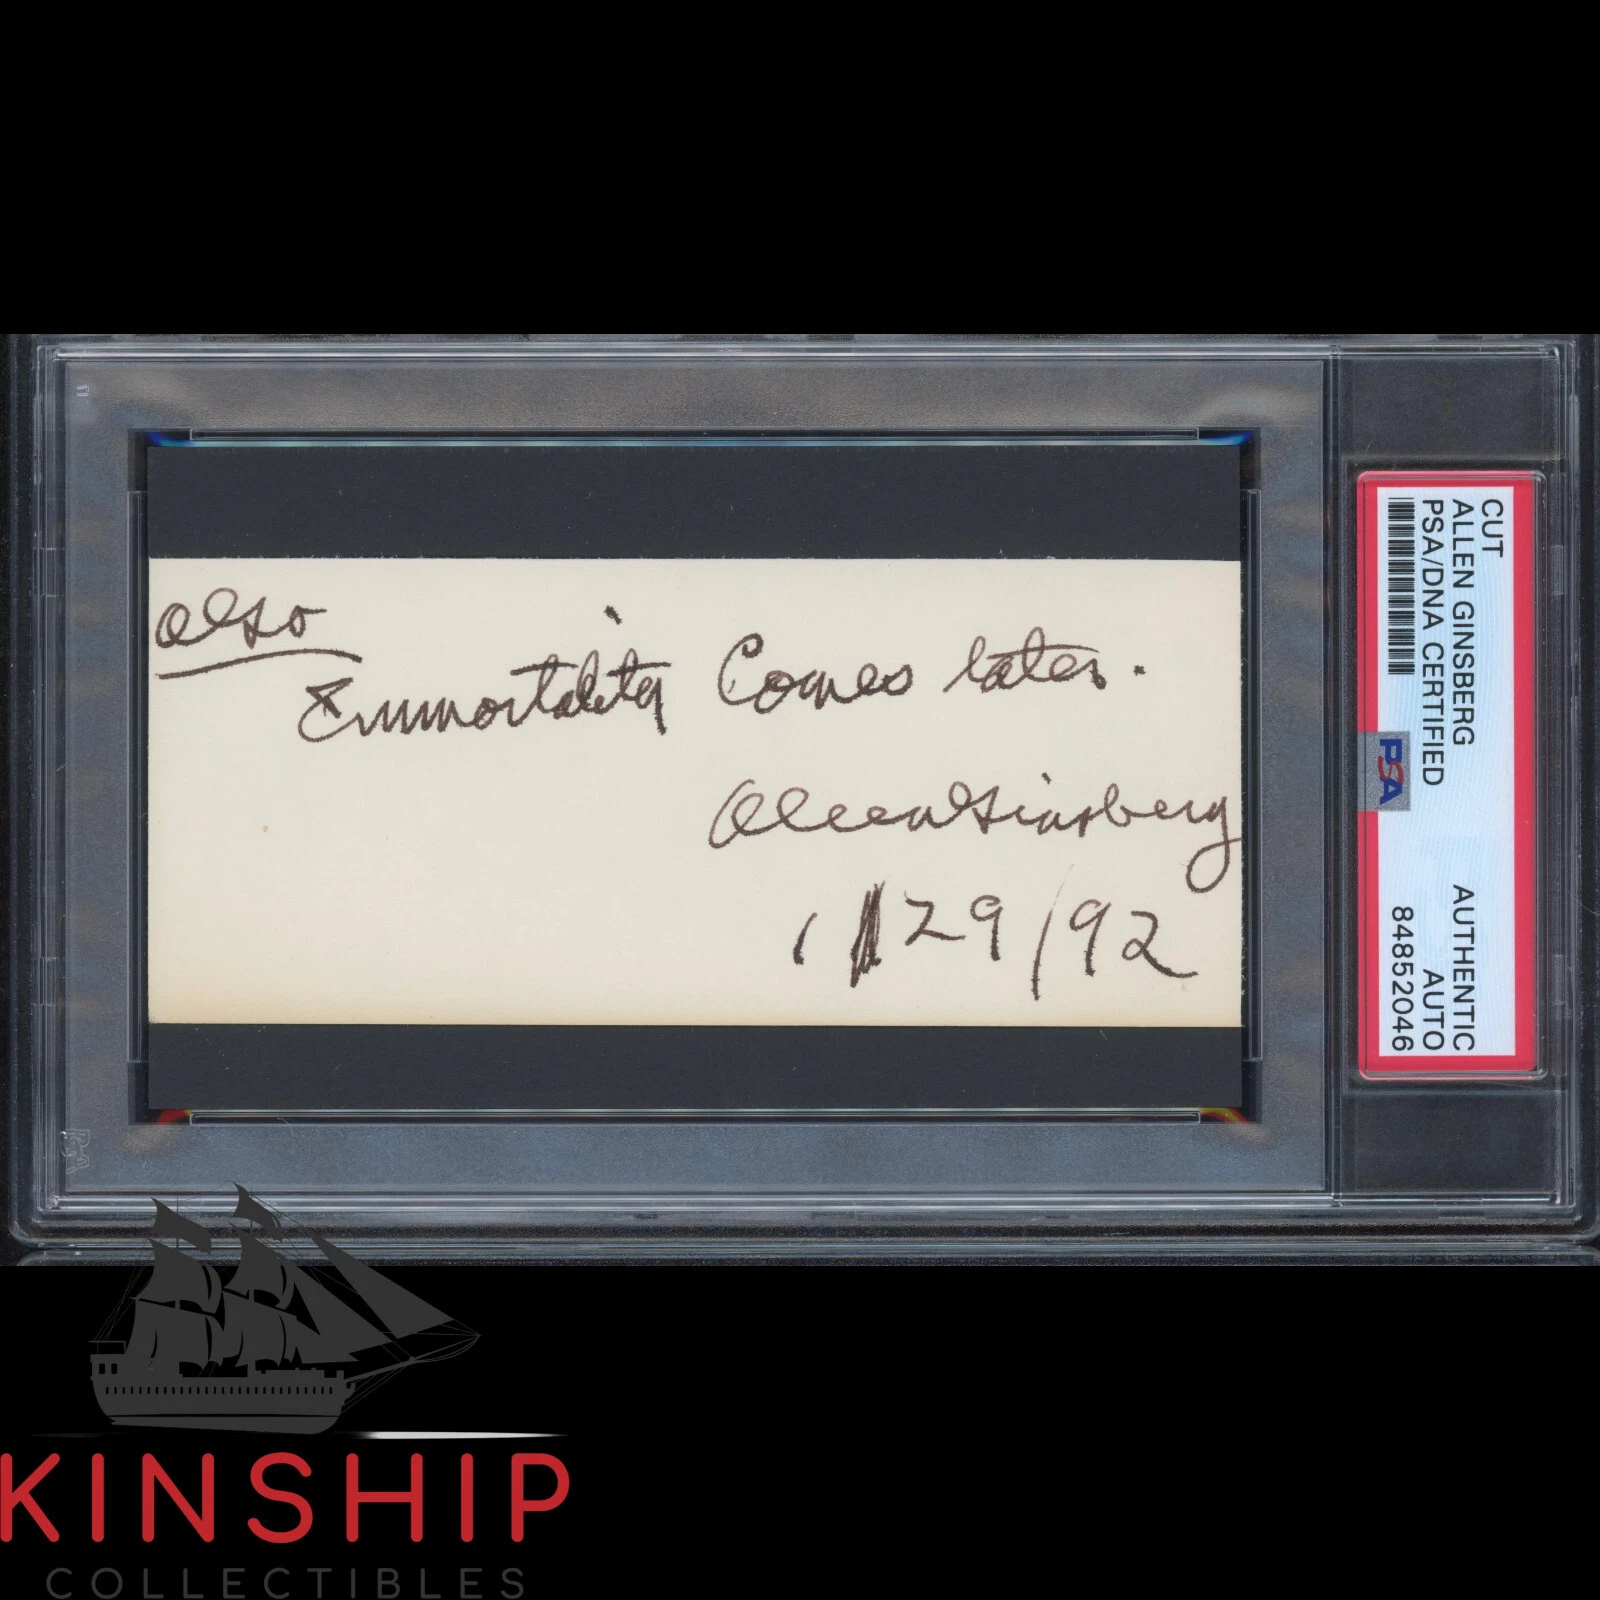 also
Immortality Comes later.
Allen Ginsberg
1/29/92
CUT
ALLEN GINSBERG
PSA/DNA CERTIFIED
PSA
AUTHENTIC
AUTO
84852046
KINSHIP
COLLECTIBLES